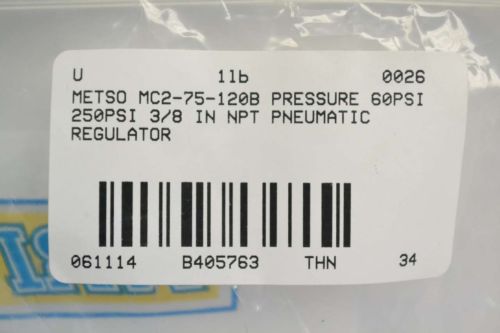 U 1lb 0026
METSO MC2-75-120B PRESSURE 60PSI
250PSI 3/8 IN NPT PNEUMATIC
REGULATOR
061114 B405763 THN 34